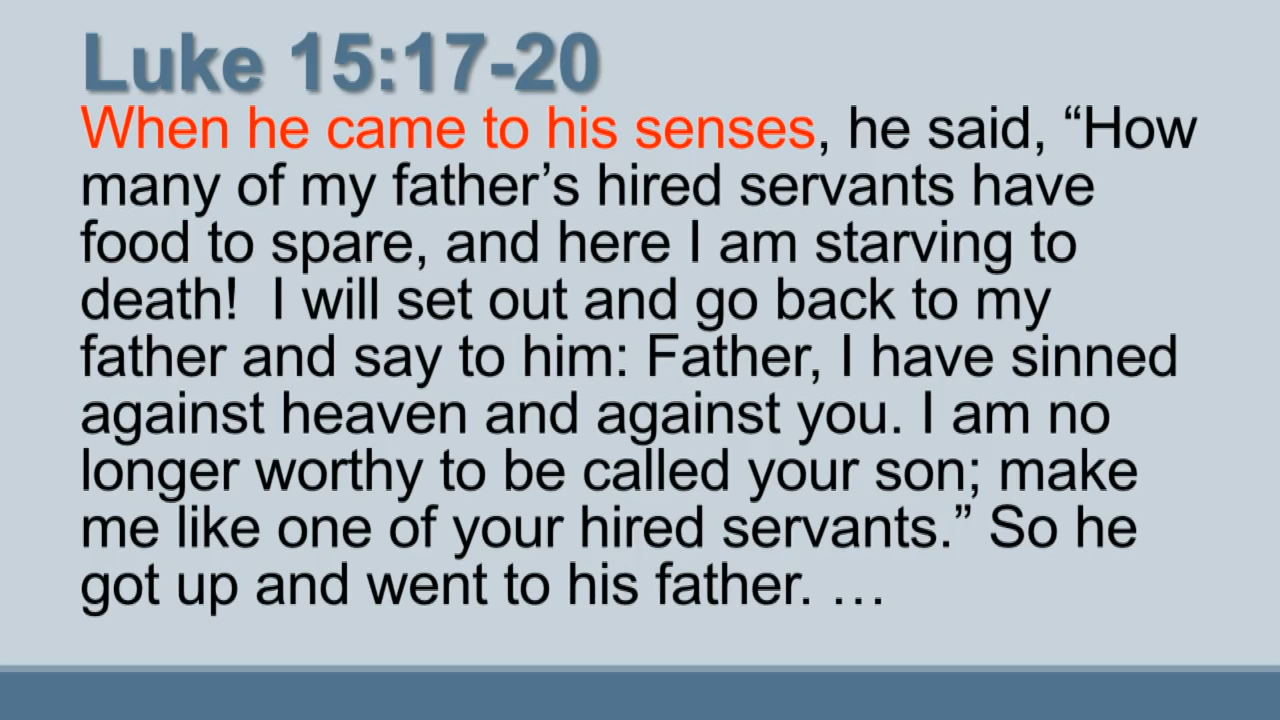 Luke 15:17-20
When he came to his senses, he said, “How
many of my father’s hired servants have
food to spare, and here I am starving to
death!  I will set out and go back to my
father and say to him: Father, I have sinned
against heaven and against you. I am no
longer worthy to be called your son; make
me like one of your hired servants.” So he
got up and went to his father. …